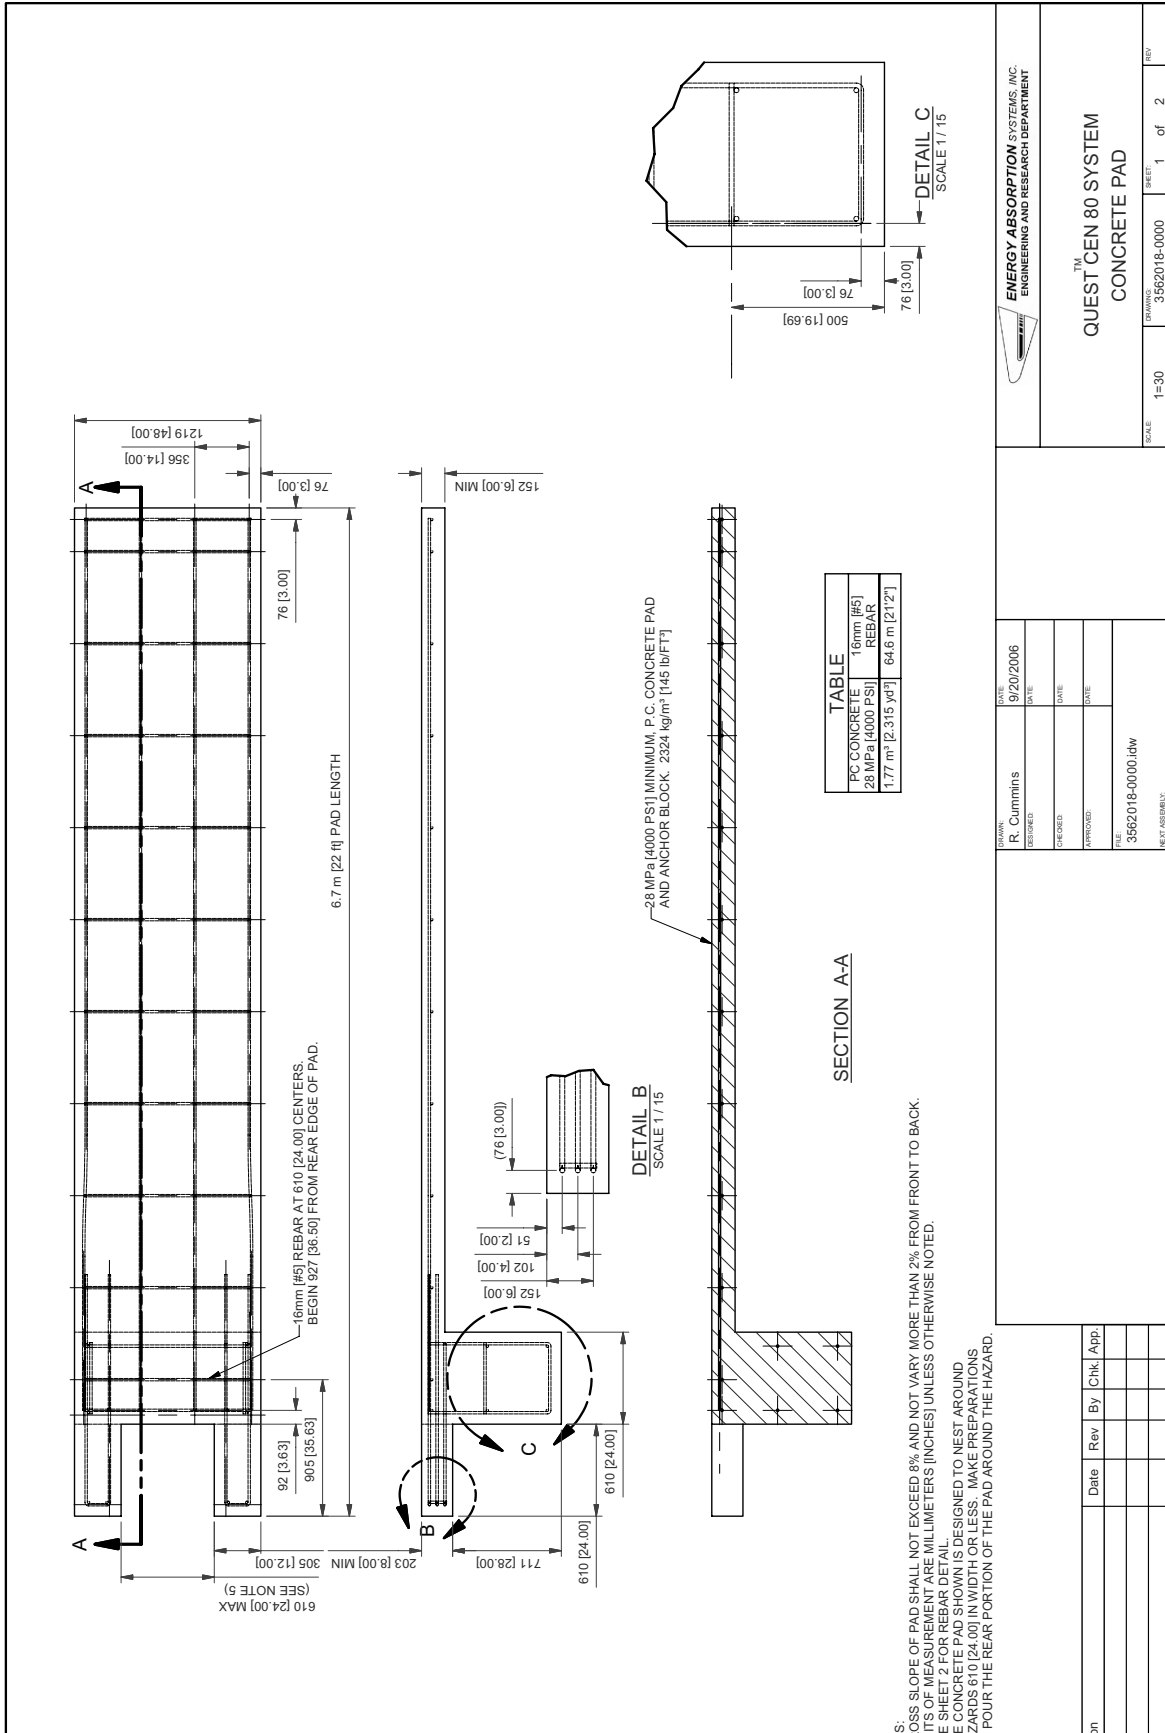 A
A
1219 [48.00]
356 [14.00]
76 [3.00]
76 [3.00]
16mm [#5] REBAR AT 610 [24.00] CENTERS.
BEGIN 927 [36.50] FROM REAR EDGE OF PAD.
6.7 m [22 ft] PAD LENGTH
92 [3.63]
905 [35.63]
305 [12.00]
610 [24.00] MAX
(SEE NOTE 5)
152 [6.00] MIN
203 [8.00] MIN
711 [28.00]
610 [24.00]
610 [24.00]
B
C
(76 [3.00])
51 [2.00]
102 [4.00]
152 [6.00]
DETAIL B
SCALE 1 / 15
500 [19.69]
76 [3.00]
76 [3.00]
DETAIL C
SCALE 1 / 15
28 MPa [4000 PS1] MINIMUM, P.C. CONCRETE PAD
AND ANCHOR BLOCK. 2324 kg/m³ [145 lb/FT³]
SECTION A-A
TABLE
PC CONCRETE
28 MPa [4000 PSI]
16mm [#5]
REBAR
1.77 m³ [2.315 yd³]
64.6 m [21'2"]
S:
OSS SLOPE OF PAD SHALL NOT EXCEED 8% AND NOT VARY MORE THAN 2% FROM FRONT TO BACK.
ITS OF MEASUREMENT ARE MILLIMETERS [INCHES] UNLESS OTHERWISE NOTED.
E SHEET 2 FOR REBAR DETAIL.
E CONCRETE PAD SHOWN IS DESIGNED TO NEST AROUND
ZARDS 610 [24.00] IN WIDTH OR LESS. MAKE PREPARATIONS
POUR THE REAR PORTION OF THE PAD AROUND THE HAZARD.
on
Date
Rev
By
Chk.
App.
DRAWN:
R. Cummins
DATE:
9/20/2006
DESIGNED:
DATE:
CHECKED:
DATE:
APPROVED:
DATE:
FILE:
3562018-0000.idw
NEXT ASSEMBLY:
ENERGY ABSORPTION SYSTEMS, INC.
ENGINEERING AND RESEARCH DEPARTMENT
QUEST™ CEN 80 SYSTEM
CONCRETE PAD
SCALE:
1=30
DRAWING:
3562018-0000
SHEET:
1 of 2
REV